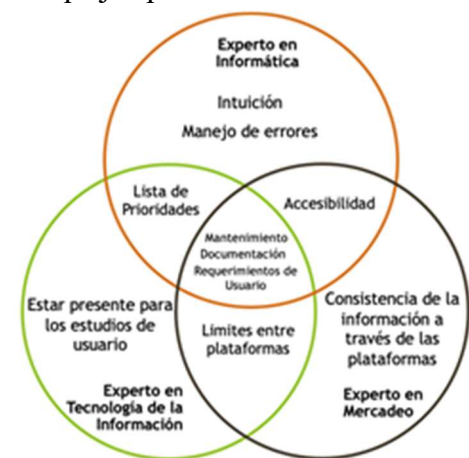 Experto en
Informática
Intuición
Manejo de errores
Lista de
Prioridades
Accesibilidad
Mantenimiento
Documentación
Requerimientos de
Usuario
Estar presente para
los estudios de
usuario
Limites entre
plataformas
Consistencia de la
información a
través de las
plataformas
Experto en
Tecnología de la
Información
Experto en
Mercadeo